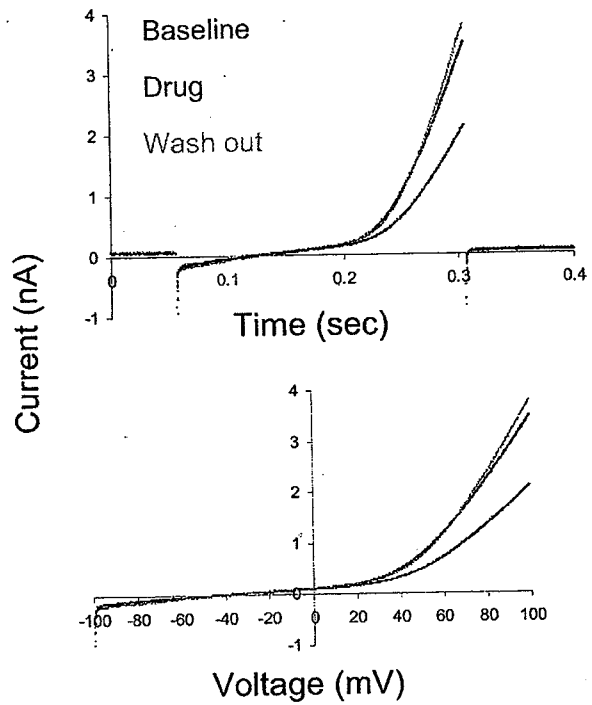 4
Baseline
3
Drug
2
Wash out
1
0
0 0.1 0.2 0.3 0.4
-1
Time (sec)
Current (nA)
4
3
2
1
0
-100 -80 -60 -40 -20 0 20 40 60 80 100
-1
Voltage (mV)